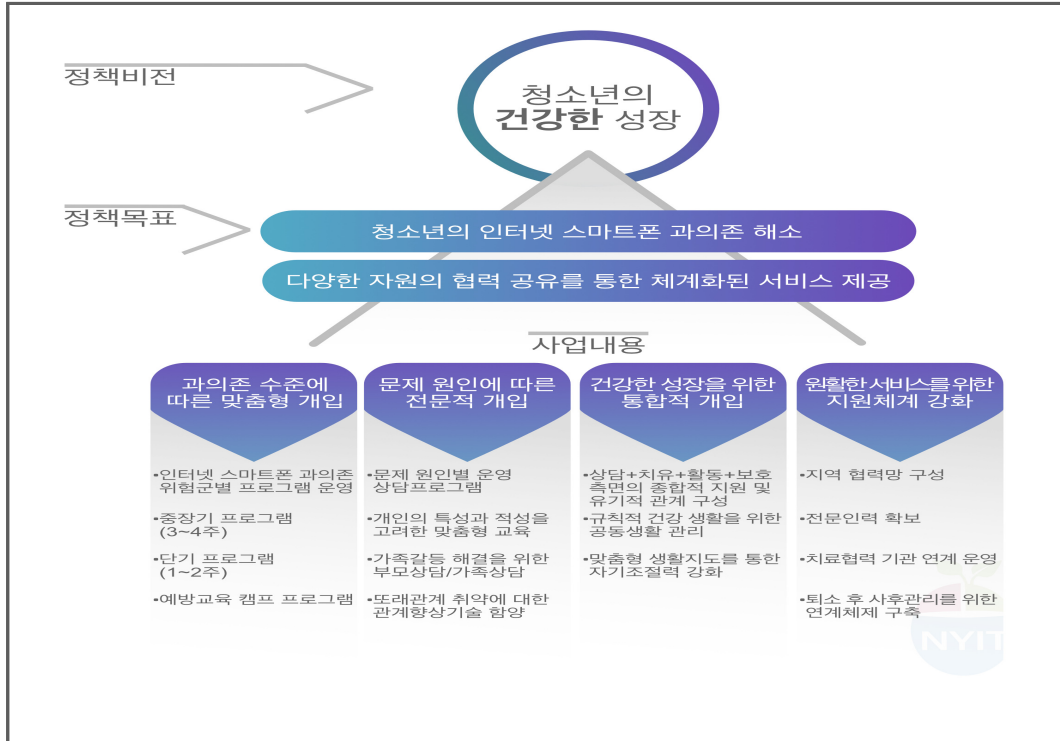 정책비전
청소년의
건강한 성장
정책목표
청소년의 인터넷 스마트폰 과의존 해소
다양한 자원의 협력 공유를 통한 체계화된 서비스 제공
사업내용
과의존 수준에
따른 맞춤형 개입
•인터넷 스마트폰 과의존
위험군별 프로그램 운영
•중장기 프로그램
(3~4주)
•단기 프로그램
(1~2주)
•예방교육 캠프 프로그램
문제 원인에 따른
전문적 개입
•문제 원인별 운영
상담프로그램
•개인의 특성과 적성을
고려한 맞춤형 교육
•가족갈등 해결을 위한
부모상담/가족상담
•또래관계 취약에 대한
관계향상기술 함양
건강한 성장을 위한
통합적 개입
•상담+치유+활동+보호
측면의 종합적 지원 및
유기적 관계 구성
•규칙적 건강 생활을 위한
공동생활 관리
•맞춤형 생활지도를 통한
자기조절력 강화
원활한 서비스를 위한
지원체계 강화
•지역 협력망 구성
•전문인력 확보
•치료협력 기관 연계 운영
•퇴소 후 사후관리를 위한
연계체제 구축
NYIT